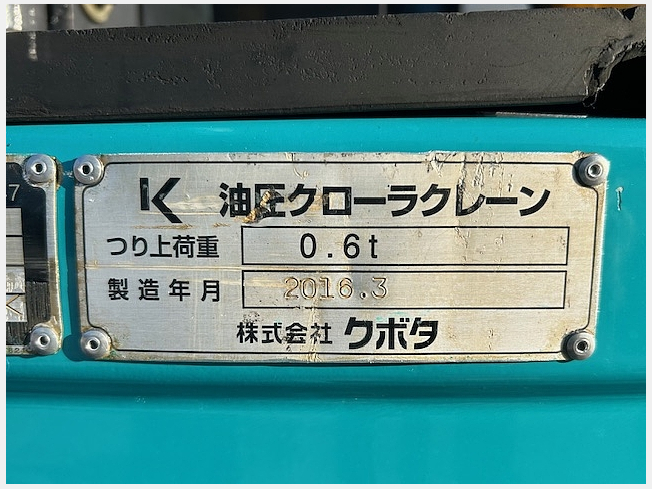 K 油圧クローラクレーン
つり上荷重 0.6t
製造年月 2016.3
株式会社 クボタ
7